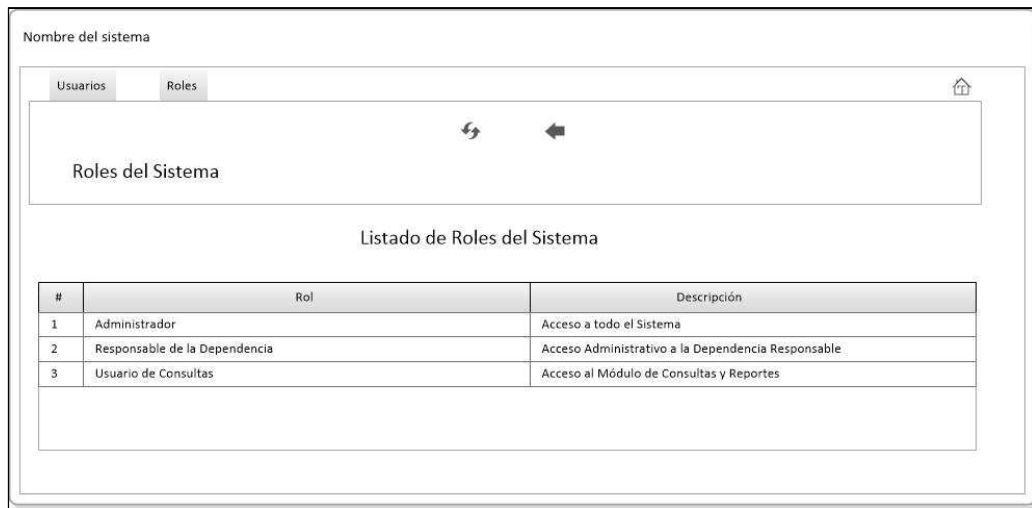 Nombre del sistema
Usuarios Roles
Roles del Sistema
Listado de Roles del Sistema
# Rol Descripción
1 Administrador Acceso a todo el Sistema
2 Responsable de la Dependencia Acceso Administrativo a la Dependencia Responsable
3 Usuario de Consultas Acceso al Módulo de Consultas y Reportes